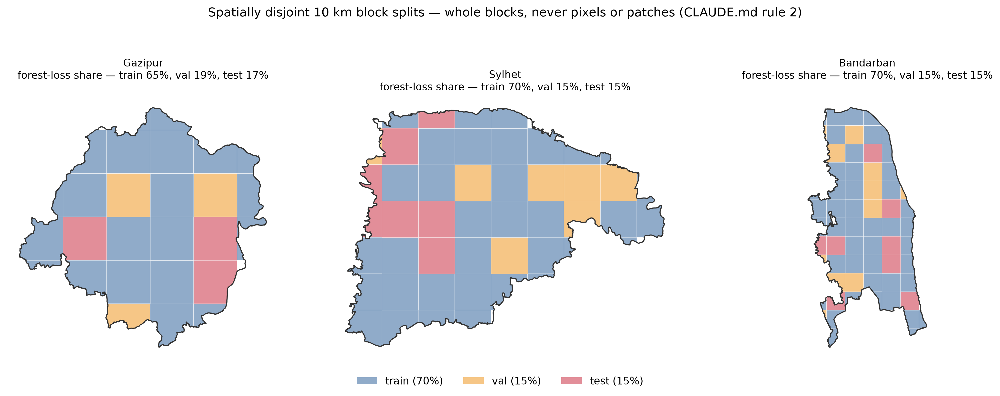 Spatially disjoint 10 km block splits — whole blocks, never pixels or patches (CLAUDE.md rule 2)
Gazipur
forest-loss share — train 65%, val 19%, test 17%
Sylhet
forest-loss share — train 70%, val 15%, test 15%
Bandarban
forest-loss share — train 70%, val 15%, test 15%
train (70%)
val (15%)
test (15%)